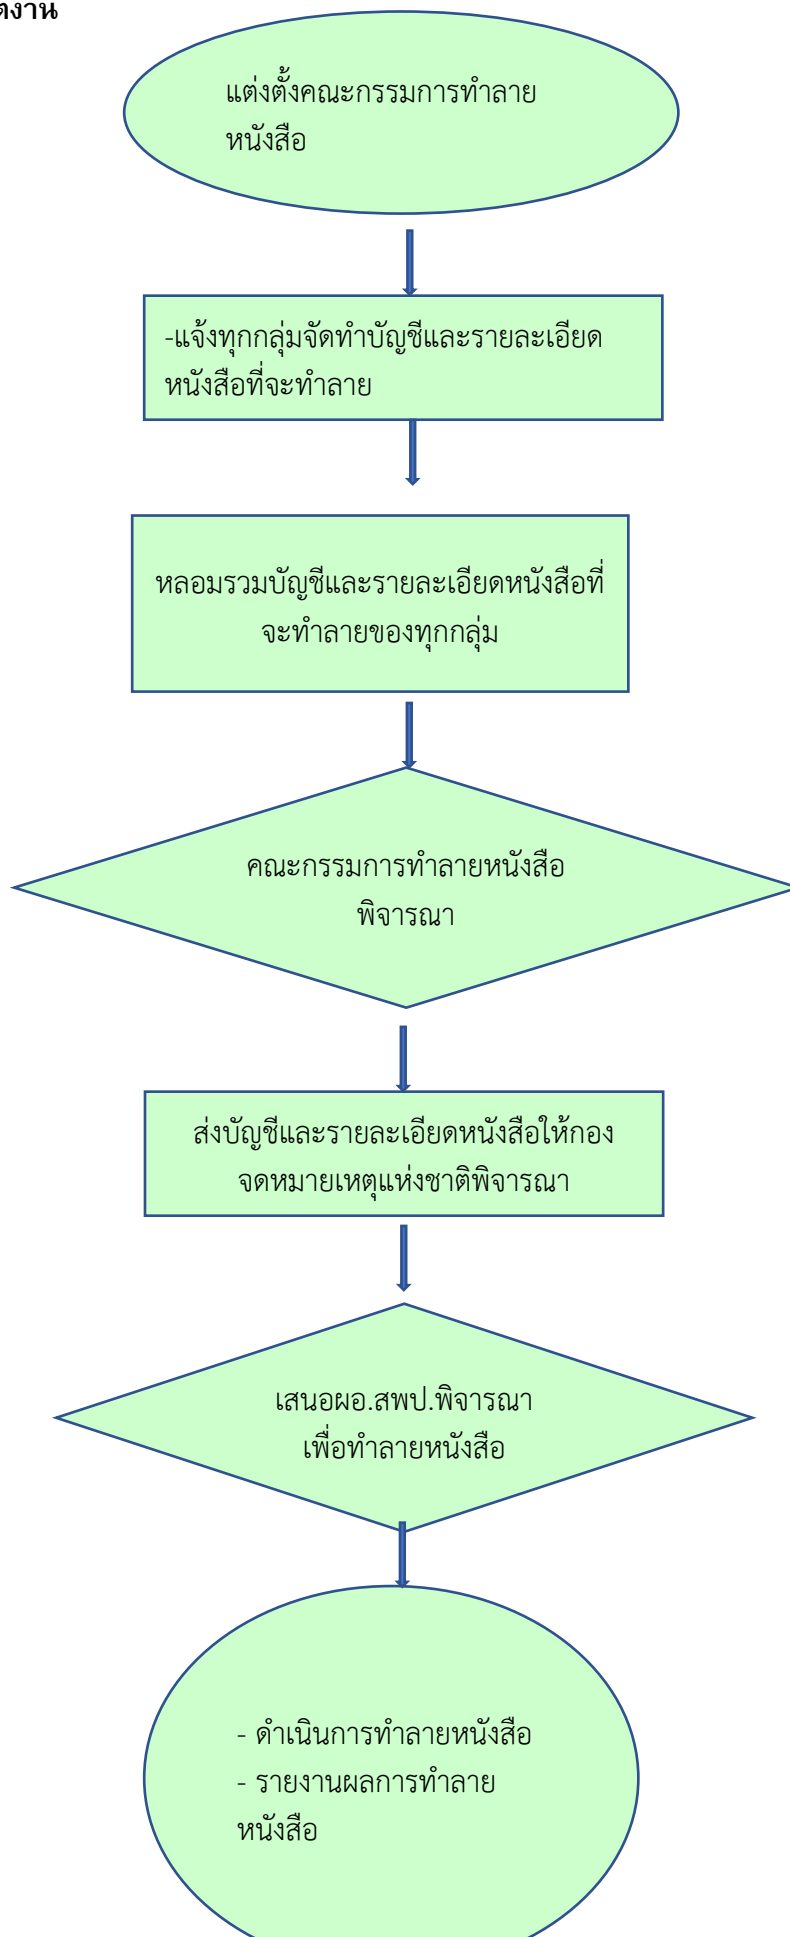 แต่งตั้งคณะกรรมการทำลาย
หนังสือ
-แจ้งทุกกลุ่มจัดทำบัญชีและรายละเอียด
หนังสือที่จะทำลาย
หลอมรวมบัญชีและรายละเอียดหนังสือที่
จะทำลายของทุกกลุ่ม
คณะกรรมการทำลายหนังสือ
พิจารณา
ส่งบัญชีและรายละเอียดหนังสือให้กอง
จดหมายเหตุแห่งชาติพิจารณา
เสนอผอ.สพป.พิจารณา
เพื่อทำลายหนังสือ
- ดำเนินการทำลายหนังสือ
- รายงานผลการทำลาย
หนังสือ